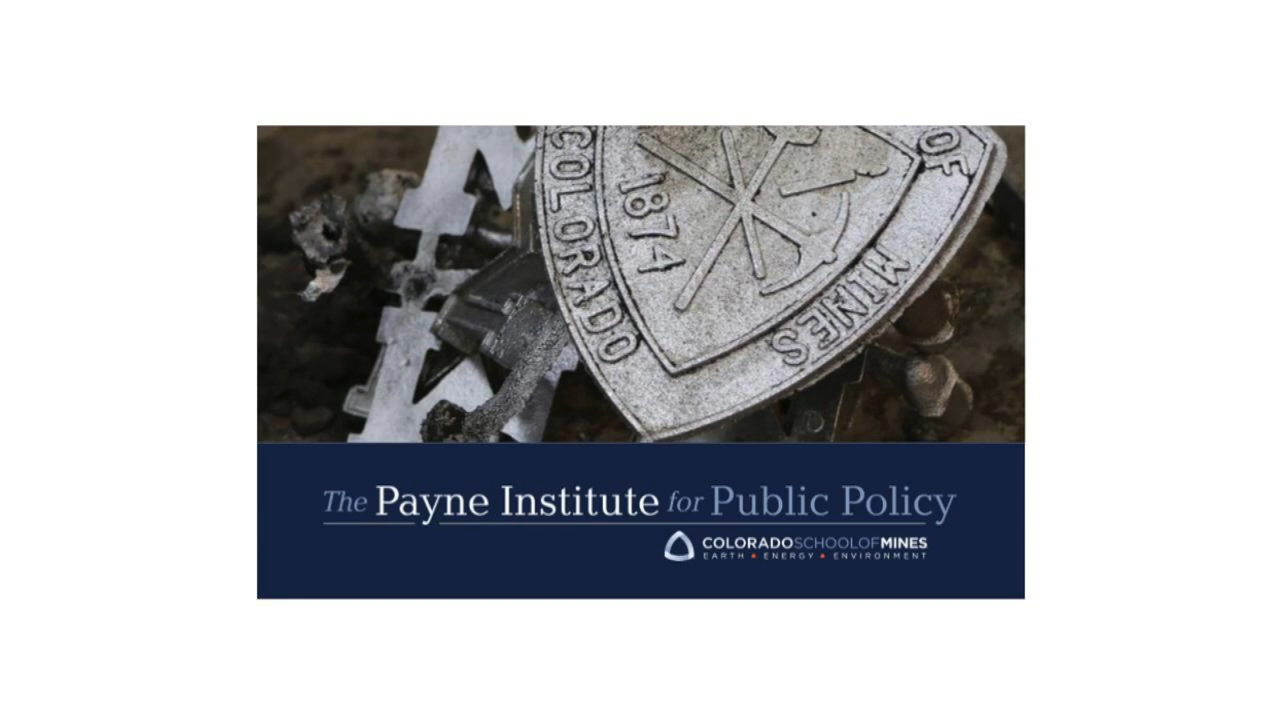 COLORADO
1874
OF
MINES
The Payne Institute for Public Policy
COLORADOSCHOOLOFMINES
EARTH • ENERGY • ENVIRONMENT